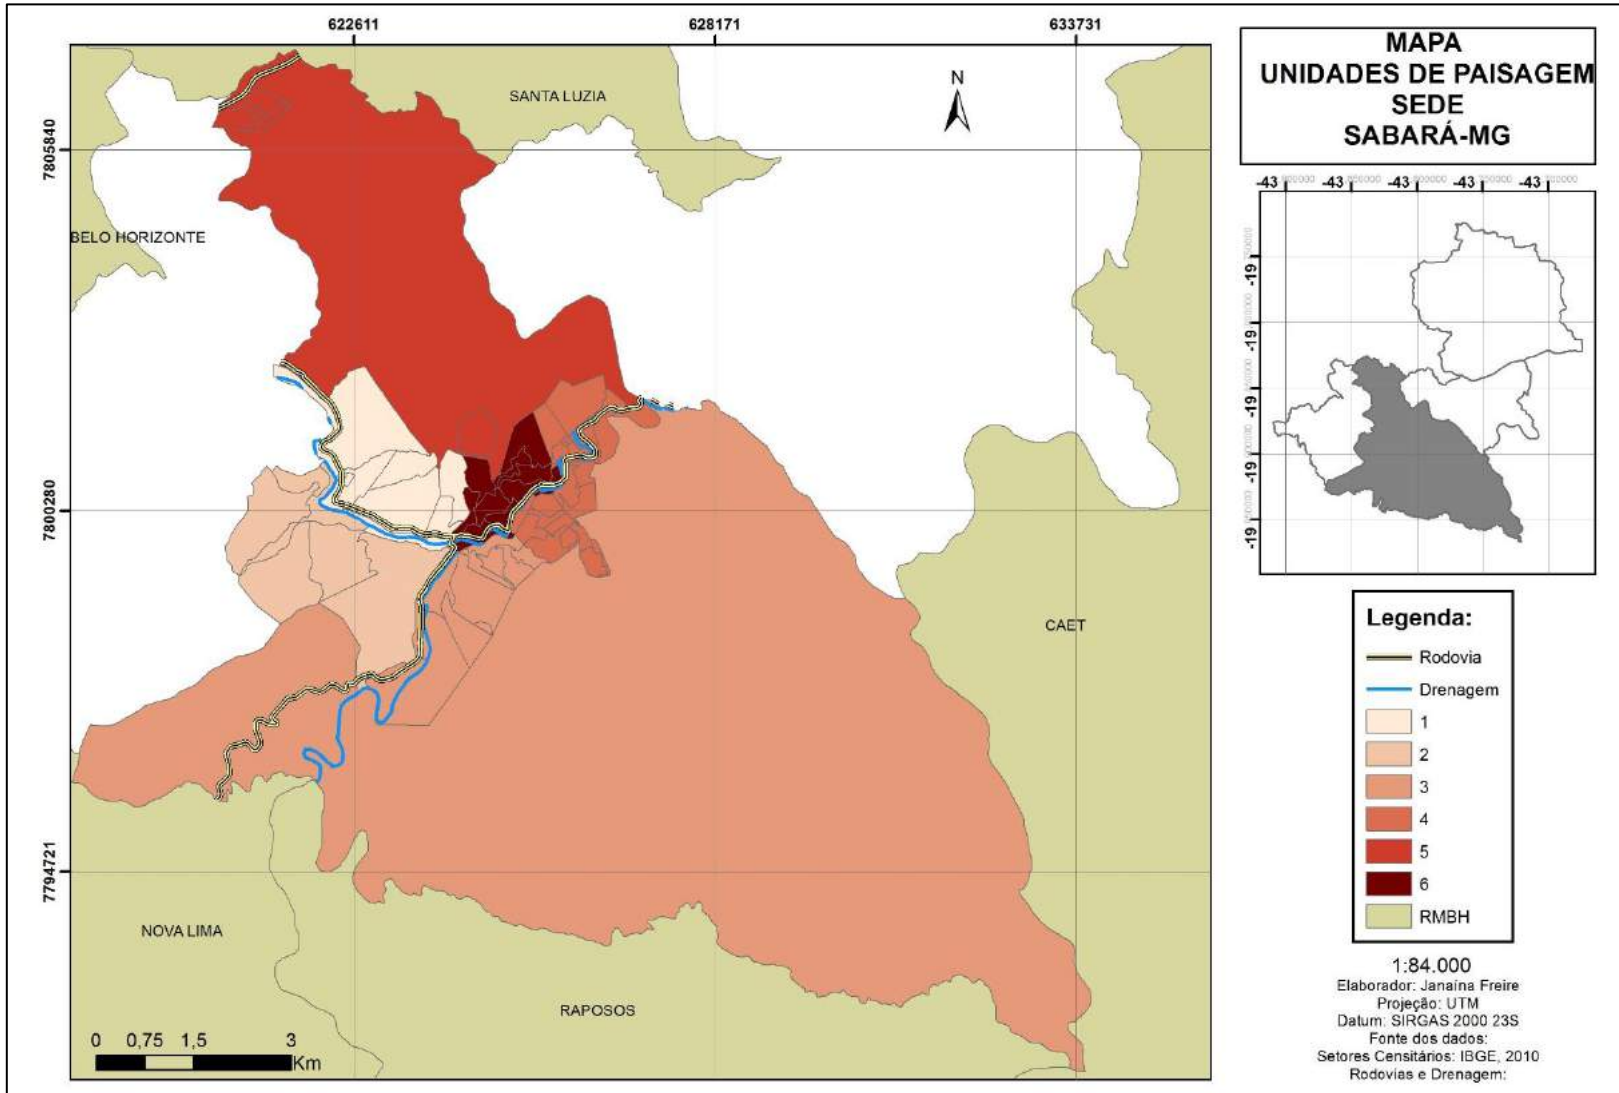 622611
628171
633731
7805840
7800280
7794721
SANTA LUZIA
N
BELO HORIZONTE
CAET
NOVA LIMA
RAPOSOS
0 0,75 1,5 3
Km
MAPA
UNIDADES DE PAISAGEM
SEDE
SABARÁ-MG
-43 -43 -43 -43 -43
-19
-19
-19
-19
-19
Legenda:
Rodovia
Drenagem
1
2
3
4
5
6
RMBH
1:84.000
Elaborador: Janaína Freire
Projeção: UTM
Datum: SIRGAS 2000 23S
Fonte dos dados:
Setores Censitários: IBGE, 2010
Rodovias e Drenagem: